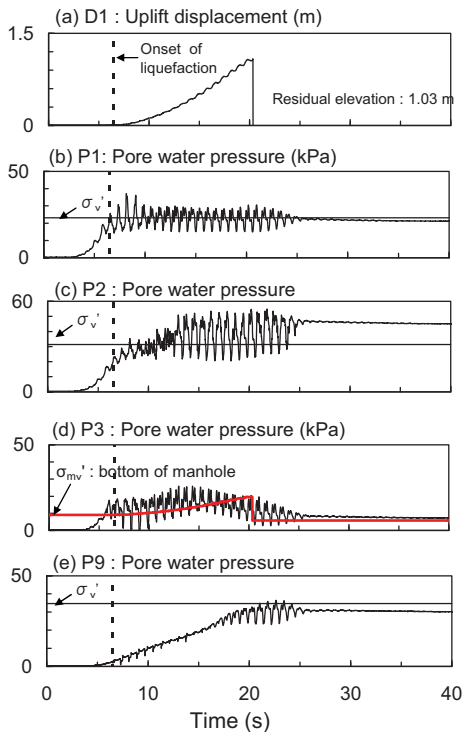 (a) D1 : Uplift displacement (m)
1.5
Onset of
liquefaction
Residual elevation : 1.03 m
0
(b) P1: Pore water pressure (kPa)
50
σv'
0
(c) P2 : Pore water pressure
60
σv'
0
(d) P3 : Pore water pressure (kPa)
50
σmv' : bottom of manhole
0
(e) P9 : Pore water pressure
50
σv'
0
0 10 20 30 40
Time (s)